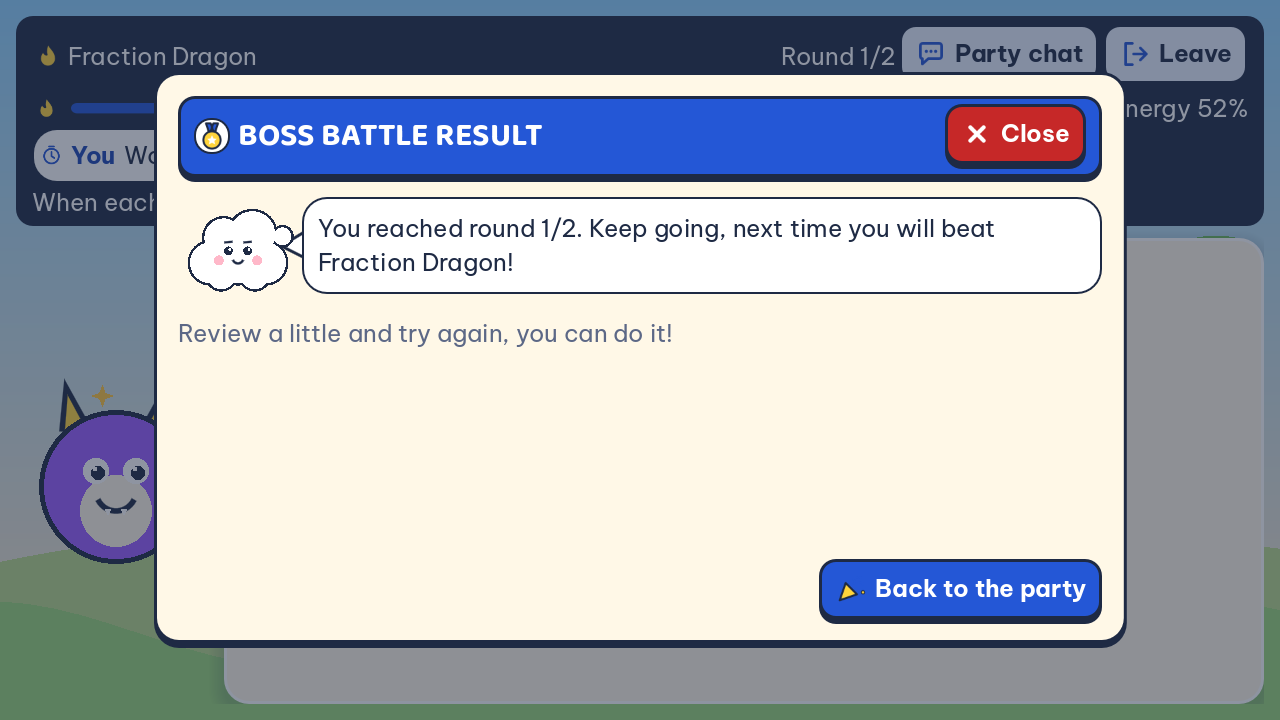 Fraction Dragon
Round 1/2
Party chat
Leave
nergy 52%
You Wo
When each
BOSS BATTLE RESULT
Close
You reached round 1/2. Keep going, next time you will beat
Fraction Dragon!
Review a little and try again, you can do it!
Back to the party